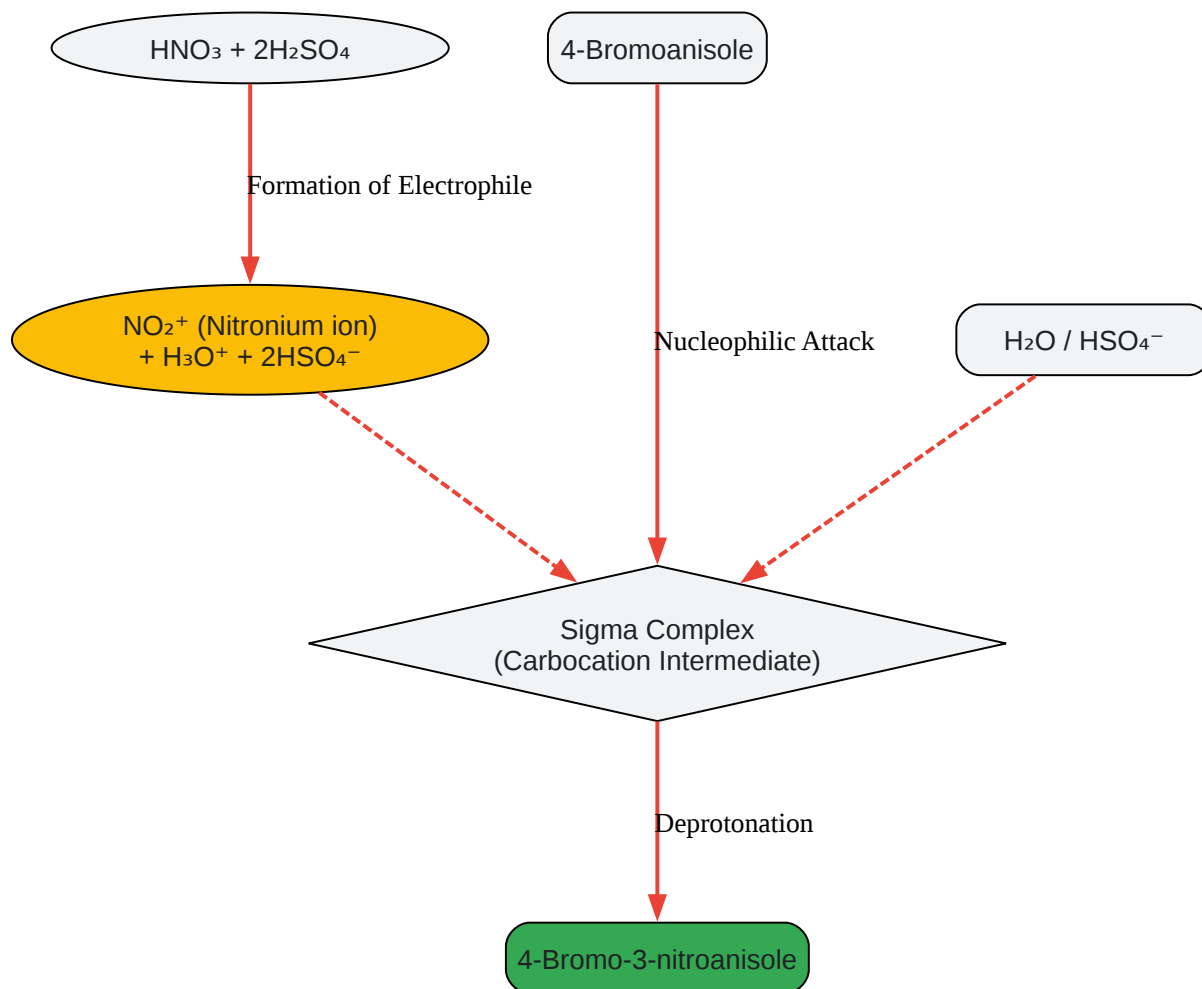 HNO₃ + 2H₂SO₄
4-Bromoanisole
Formation of Electrophile
NO₂⁺ (Nitronium ion)
+ H₃O⁺ + 2HSO₄⁻
Nucleophilic Attack
H₂O / HSO₄⁻
Sigma Complex
(Carbocation Intermediate)
Deprotonation
4-Bromo-3-nitroanisole